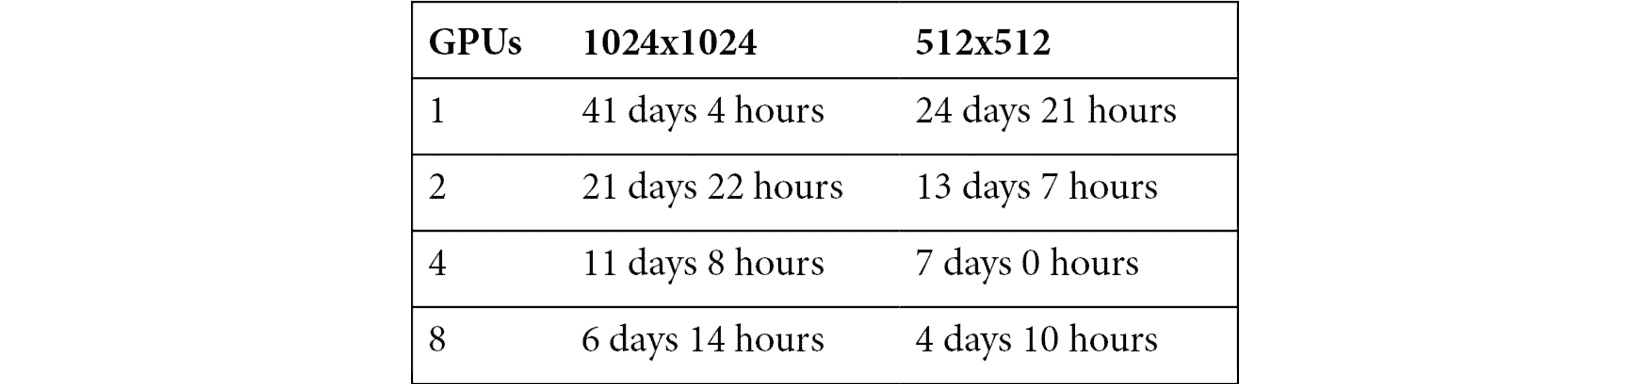 GPUs 1024x1024 512x512
1 41 days 4 hours 24 days 21 hours
2 21 days 22 hours 13 days 7 hours
4 11 days 8 hours 7 days 0 hours
8 6 days 14 hours 4 days 10 hours